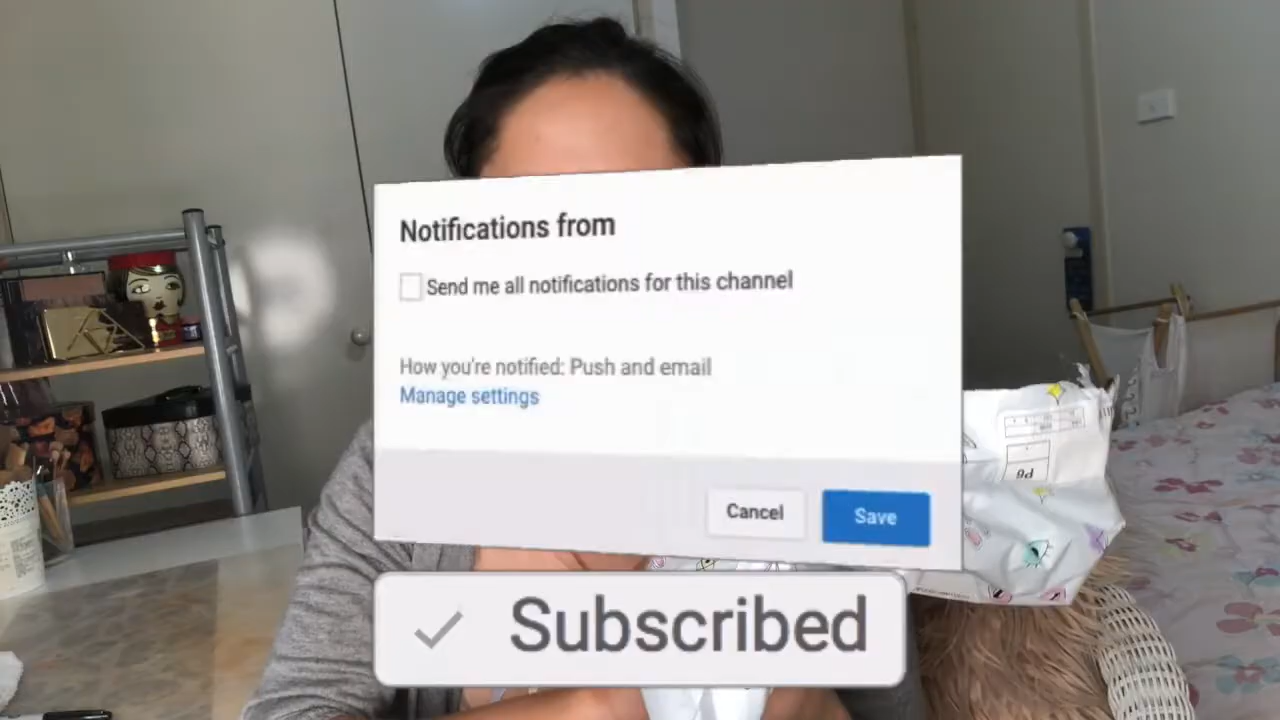 Notifications from
Send me all notifications for this channel
How you're notified: Push and email
Manage settings
Cancel
Save
Subscribed